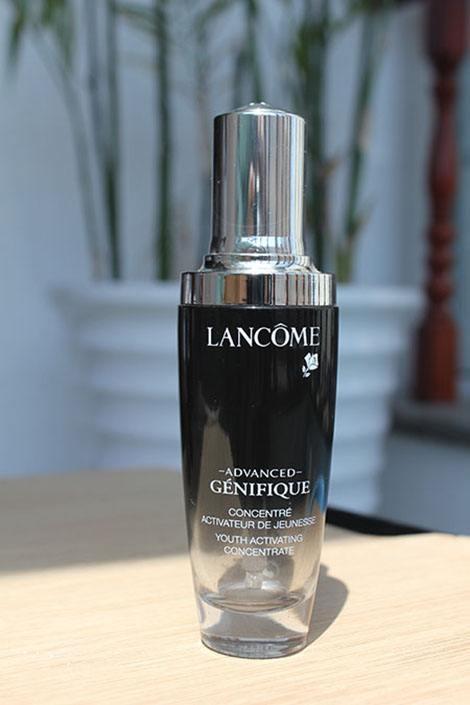 LANCÔME
-ADVANCED-
GÉNIFIQUE
CONCENTRÉ
ACTIVATEUR DE JEUNESSE
YOUTH ACTIVATING
CONCENTRATE